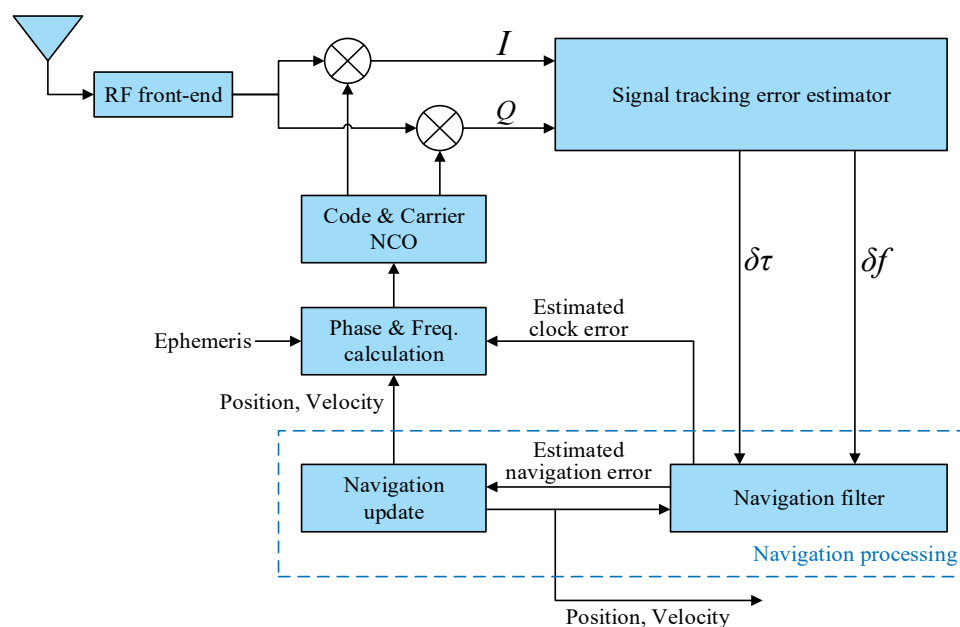 I
RF front-end
Signal tracking error estimator
Q
Code & Carrier
NCO
δτ
δf
Estimated
clock error
Phase & Freq.
calculation
Ephemeris
Position, Velocity
Estimated
navigation error
Navigation
update
Navigation filter
Navigation processing
Position, Velocity